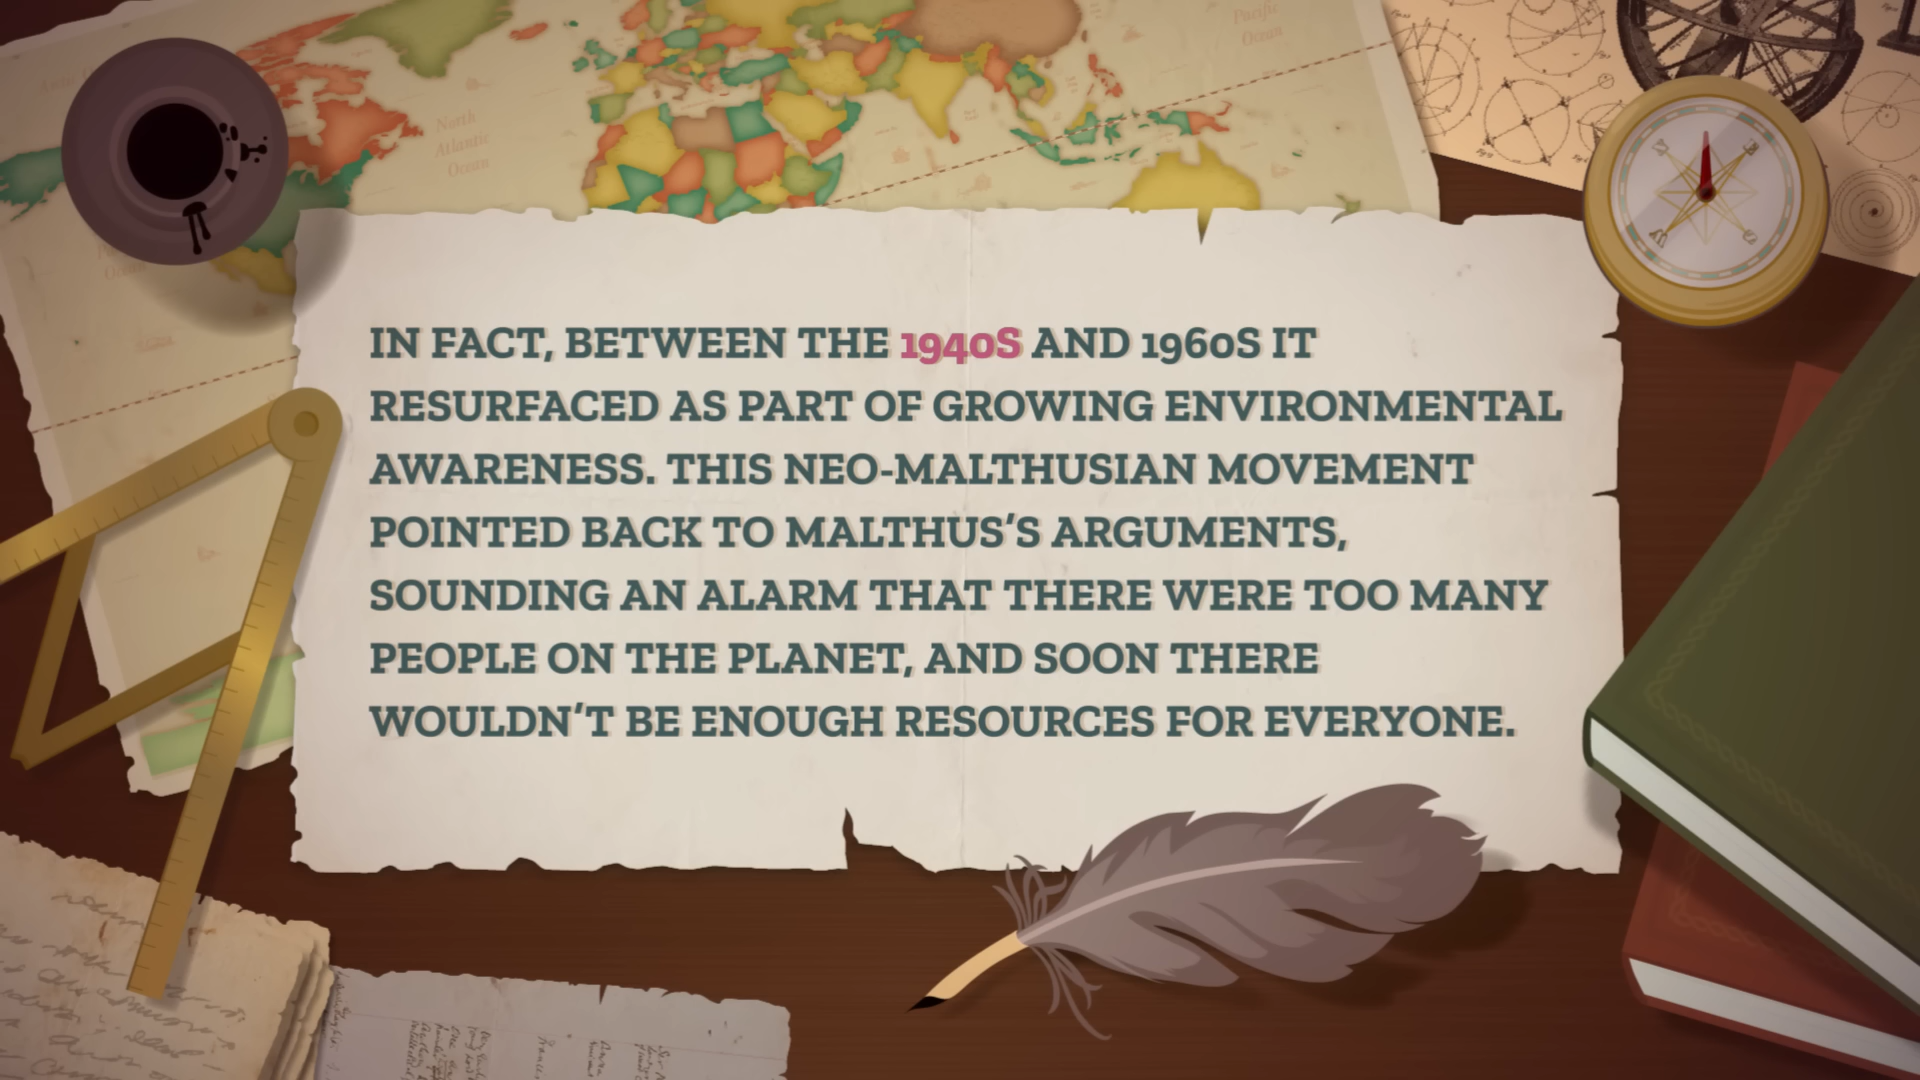 North
Atlantic
Ocean
Pacific
Ocean
IN FACT, BETWEEN THE 1940S AND 1960S IT
RESURFACED AS PART OF GROWING ENVIRONMENTAL
AWARENESS. THIS NEO-MALTHUSIAN MOVEMENT
POINTED BACK TO MALTHUS'S ARGUMENTS,
SOUNDING AN ALARM THAT THERE WERE TOO MANY
PEOPLE ON THE PLANET, AND SOON THERE
WOULDN'T BE ENOUGH RESOURCES FOR EVERYONE.